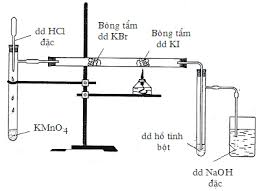 dd HCl
đặc
Bông tẩm
dd KBr
Bông tẩm
dd KI
KMnO₄
dd hồ tinh
bột
dd NaOH
đặc